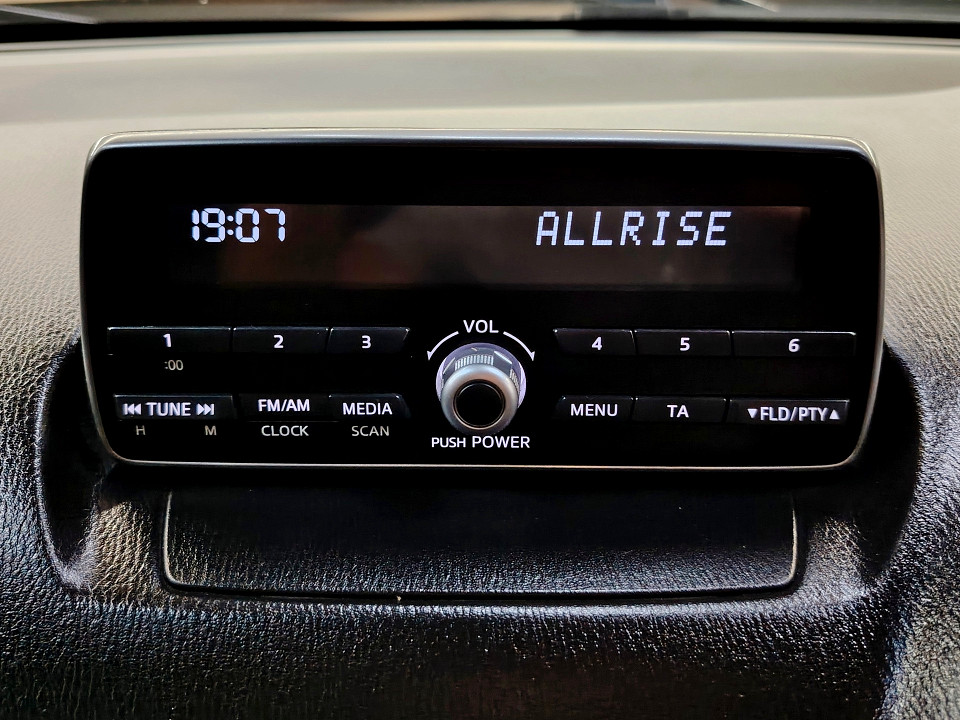 19:07 ALLRISE
VOL
1 2 3 4 5 6
:00
⏮ TUNE ⏭ FM/AM MEDIA MENU TA ▼FLD/PTY▲
H M CLOCK SCAN
PUSH POWER